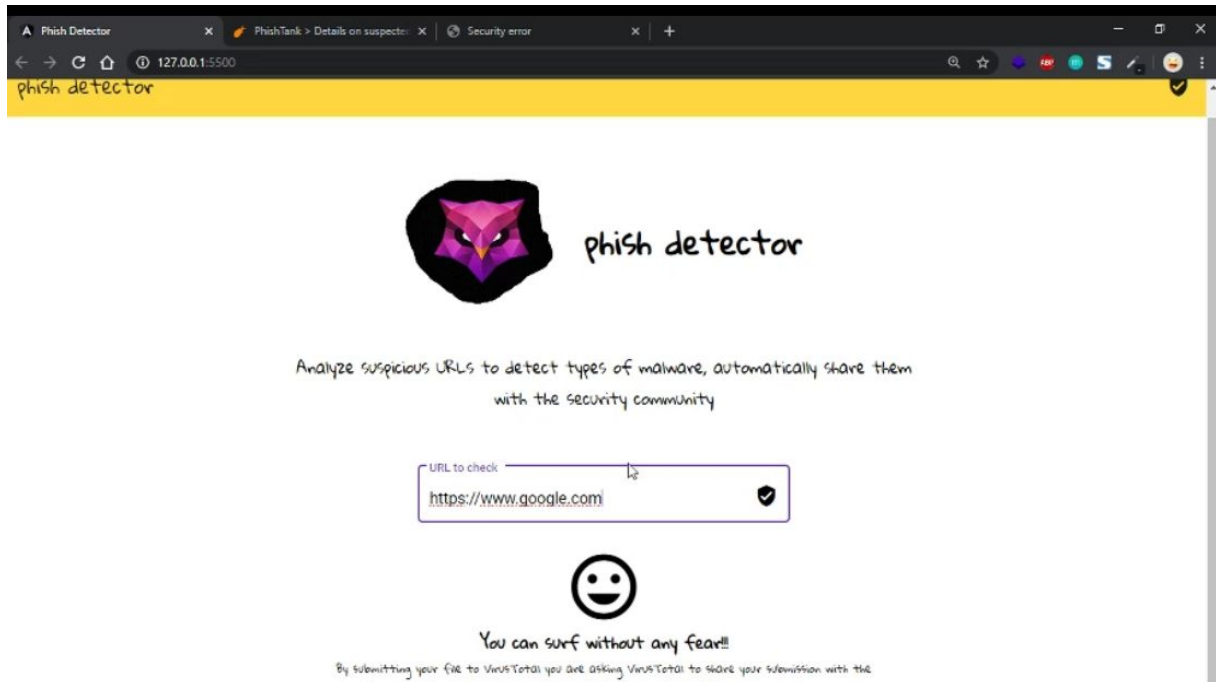 Phish Detector
PhishTank > Details on suspected
Security error
127.0.0.1:5500
ABP
phish detector
phish detector
Analyze suspicious URLs to detect types of malware, automatically share them
with the security community
URL to check
https://www.google.com
You can surf without any fear!!!
By submitting your file to VirusTotal you are asking VirusTotal to share your submission with the